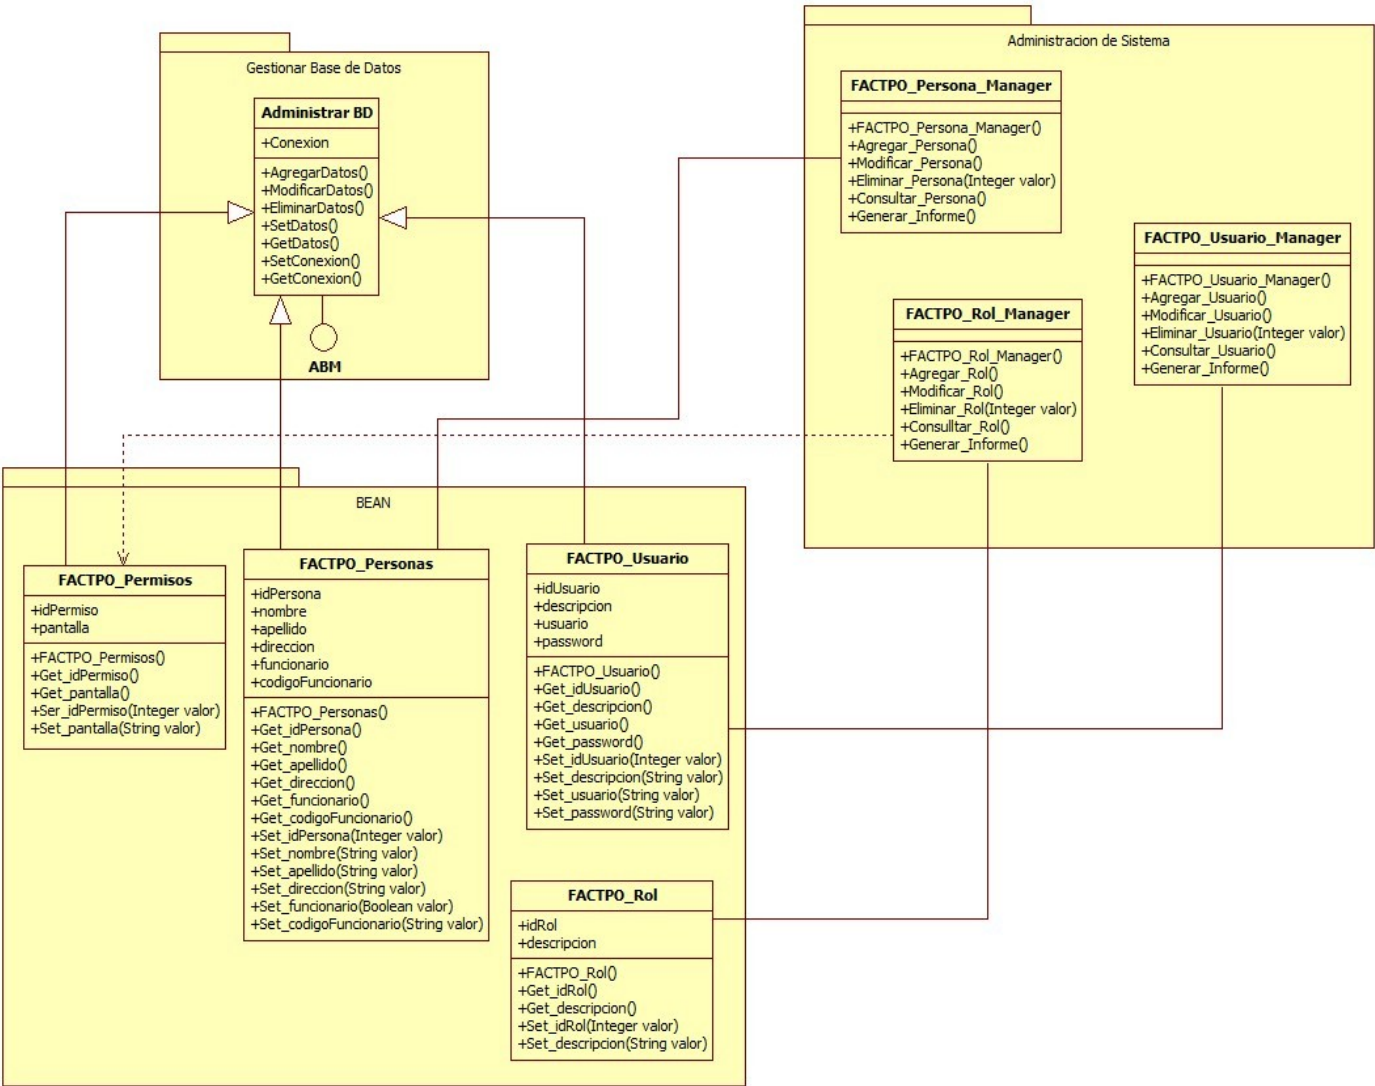 Gestionar Base de Datos
Administrar BD
+Conexion
+AgregarDatos()
+ModificarDatos()
+EliminarDatos()
+SetDatos()
+GetDatos()
+SetConexion()
+GetConexion()
ABM
Administracion de Sistema
FACTPO_Persona_Manager
+FACTPO_Persona_Manager()
+Agregar_Persona()
+Modificar_Persona()
+Eliminar_Persona(Integer valor)
+Consultar_Persona()
+Generar_Informe()
FACTPO_Usuario_Manager
+FACTPO_Usuario_Manager()
+Agregar_Usuario()
+Modificar_Usuario()
+Eliminar_Usuario(Integer valor)
+Consultar_Usuario()
+Generar_Informe()
FACTPO_Rol_Manager
+FACTPO_Rol_Manager()
+Agregar_Rol()
+Modificar_Rol()
+Eliminar_Rol(Integer valor)
+Consulltar_Rol()
+Generar_Informe()
BEAN
FACTPO_Permisos
+idPermiso
+pantalla
+FACTPO_Permisos()
+Get_idPermiso()
+Get_pantalla()
+Ser_idPermiso(Integer valor)
+Set_pantalla(String valor)
FACTPO_Personas
+idPersona
+nombre
+apellido
+direccion
+funcionario
+codigoFuncionario
+FACTPO_Personas()
+Get_idPersona()
+Get_nombre()
+Get_apellido()
+Get_direccion()
+Get_funcionario()
+Get_codigoFuncionario()
+Set_idPersona(Integer valor)
+Set_nombre(String valor)
+Set_apellido(String valor)
+Set_direccion(String valor)
+Set_funcionario(Boolean valor)
+Set_codigoFuncionario(String valor)
FACTPO_Usuario
+idUsuario
+descripcion
+usuario
+password
+FACTPO_Usuario()
+Get_idUsuario()
+Get_descripcion()
+Get_usuario()
+Get_password()
+Set_idUsuario(Integer valor)
+Set_descripcion(String valor)
+Set_usuario(String valor)
+Set_password(String valor)
FACTPO_Rol
+idRol
+descripcion
+FACTPO_Rol()
+Get_idRol()
+Get_descripcion()
+Set_idRol(Integer valor)
+Set_descripcion(String valor)